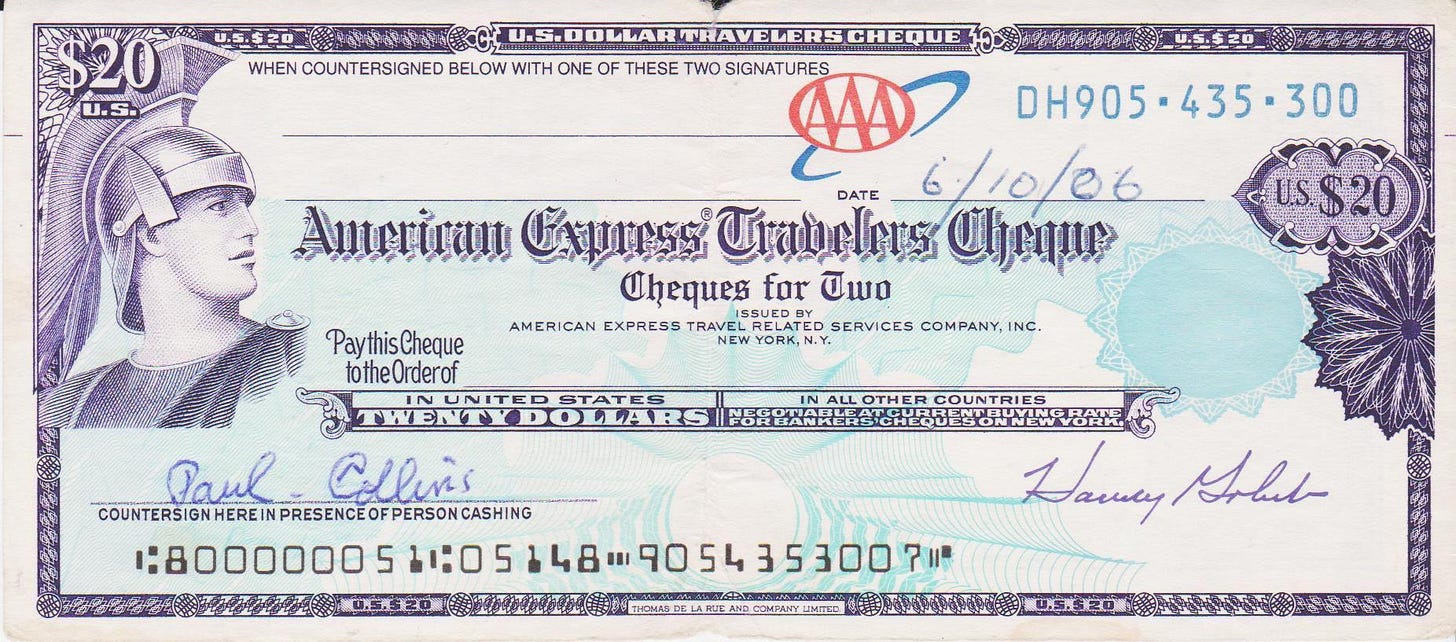 U.S.$20 U.S. DOLLAR TRAVELERS CHEQUE U.S.$20
$20
U.S.
WHEN COUNTERSIGNED BELOW WITH ONE OF THESE TWO SIGNATURES
AAA
DH905·435·300
DATE 6/10/86
U.S. $20
American Express® Travelers Cheque
Cheques for Two
ISSUED BY
AMERICAN EXPRESS TRAVEL RELATED SERVICES COMPANY, INC.
NEW YORK, N.Y.
Pay this Cheque
to the Order of
IN UNITED STATES
TWENTY DOLLARS
IN ALL OTHER COUNTRIES
NEGOTIABLE AT CURRENT BUYING RATE
FOR BANKERS' CHEQUES ON NEW YORK.
Paul - Collins
COUNTERSIGN HERE IN PRESENCE OF PERSON CASHING
⑆800000051⑆05148⑈9054353007⑈
U.S.$20 THOMAS DE LA RUE AND COMPANY LIMITED. U.S.$20